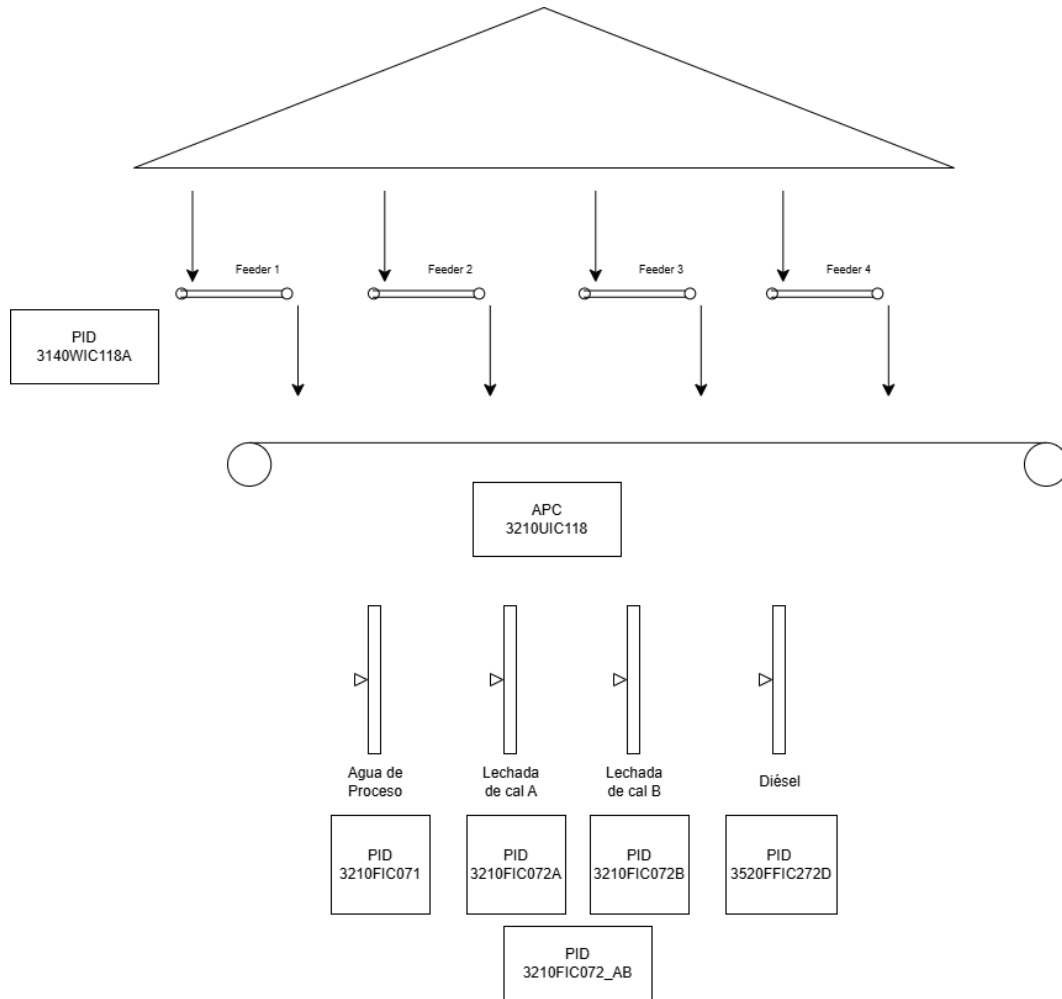 Feeder 1
Feeder 2
Feeder 3
Feeder 4
PID
3140WIC118A
APC
3210UIC118
Agua de
Proceso
Lechada
de cal A
Lechada
de cal B
Diésel
PID
3210FIC071
PID
3210FIC072A
PID
3210FIC072B
PID
3520FFIC272D
PID
3210FIC072_AB